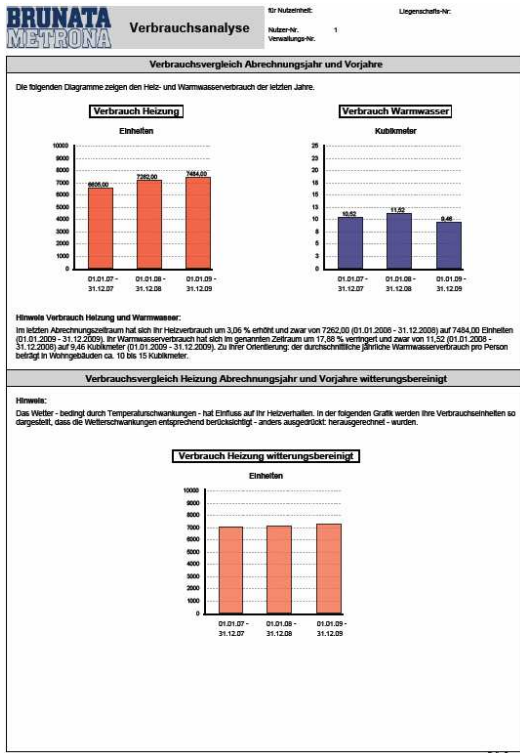 BRUNATA
METRONA
Verbrauchsanalyse
für Nutzeinheit:
Liegenschafts-Nr:
Nutzer-Nr. 1
Verwaltungs-Nr.
Verbrauchsvergleich Abrechnungsjahr und Vorjahre
Die folgenden Diagramme zeigen den Heiz- und Warmwasserverbrauch der letzten Jahre.
Verbrauch Heizung
Einheiten
10000
9000
8000
7000
6000
5000
4000
3000
2000
1000
0
6605,00
7262,00
7484,00
01.01.07 -
31.12.07
01.01.08 -
31.12.08
01.01.09 -
31.12.09
Verbrauch Warmwasser
Kubikmeter
25
23
20
18
15
13
10
8
5
3
0
10,52
11,52
9,46
01.01.07 -
31.12.07
01.01.08 -
31.12.08
01.01.09 -
31.12.09
Hinweis Verbrauch Heizung und Warmwasser:
Im letzten Abrechnungszeitraum hat sich Ihr Heizverbrauch um 3,06 % erhöht und zwar von 7262,00 (01.01.2008 - 31.12.2008) auf 7484,00 Einheiten
(01.01.2009 - 31.12.2009). Ihr Warmwasserverbrauch hat sich im genannten Zeitraum um 17,88 % verringert und zwar von 11,52 (01.01.2008 -
31.12.2008) auf 9,46 Kubikmeter (01.01.2009 - 31.12.2009). Zu Ihrer Orientierung: der durchschnittliche jährliche Warmwasserverbrauch pro Person
beträgt in Wohngebäuden ca. 10 bis 15 Kubikmeter.
Verbrauchsvergleich Heizung Abrechnungsjahr und Vorjahre witterungsbereinigt
Hinweis:
Das Wetter - bedingt durch Temperaturschwankungen - hat Einfluss auf Ihr Heizverhalten. In der folgenden Grafik werden Ihre Verbrauchseinheiten so
dargestellt, dass die Wetterschwankungen entsprechend berücksichtigt - anders ausgedrückt: herausgerechnet - wurden.
Verbrauch Heizung witterungsbereinigt
Einheiten
10000
9000
8000
7000
6000
5000
4000
3000
2000
1000
0
01.01.07 -
31.12.07
01.01.08 -
31.12.08
01.01.09 -
31.12.09